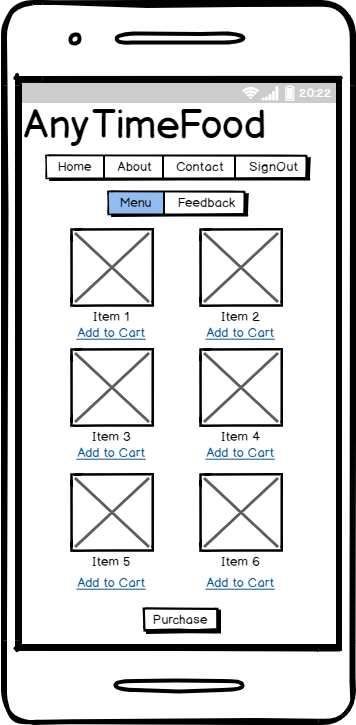 20:22
AnyTimeFood
Home About Contact SignOut
Menu Feedback
Item 1 Item 2
Add to Cart Add to Cart
Item 3 Item 4
Add to Cart Add to Cart
Item 5 Item 6
Add to Cart Add to Cart
Purchase